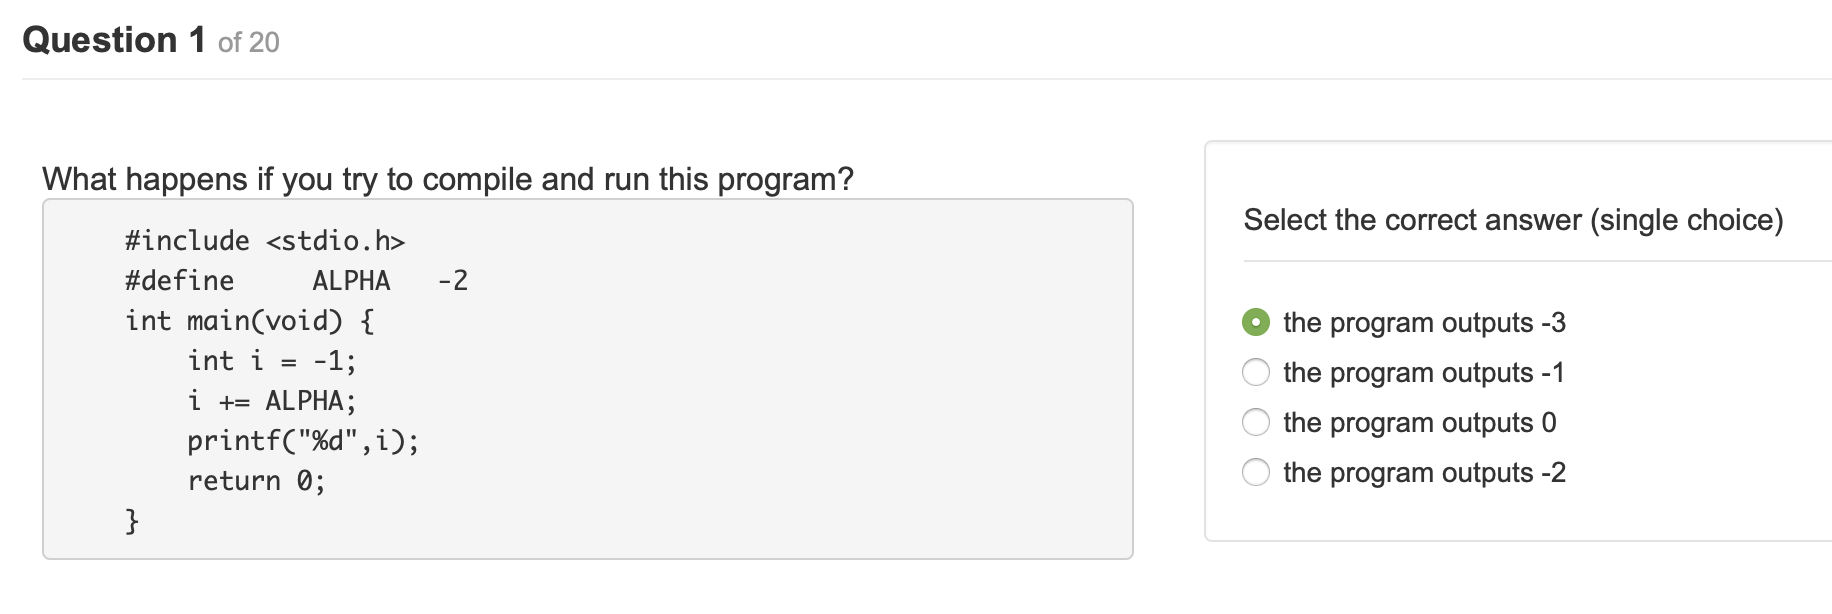 Question 1 of 20
What happens if you try to compile and run this program?
#include <stdio.h>
#define     ALPHA   -2
int main(void) {
    int i = -1;
    i += ALPHA;
    printf("%d",i);
    return 0;
}
Select the correct answer (single choice)
the program outputs -3
the program outputs -1
the program outputs 0
the program outputs -2